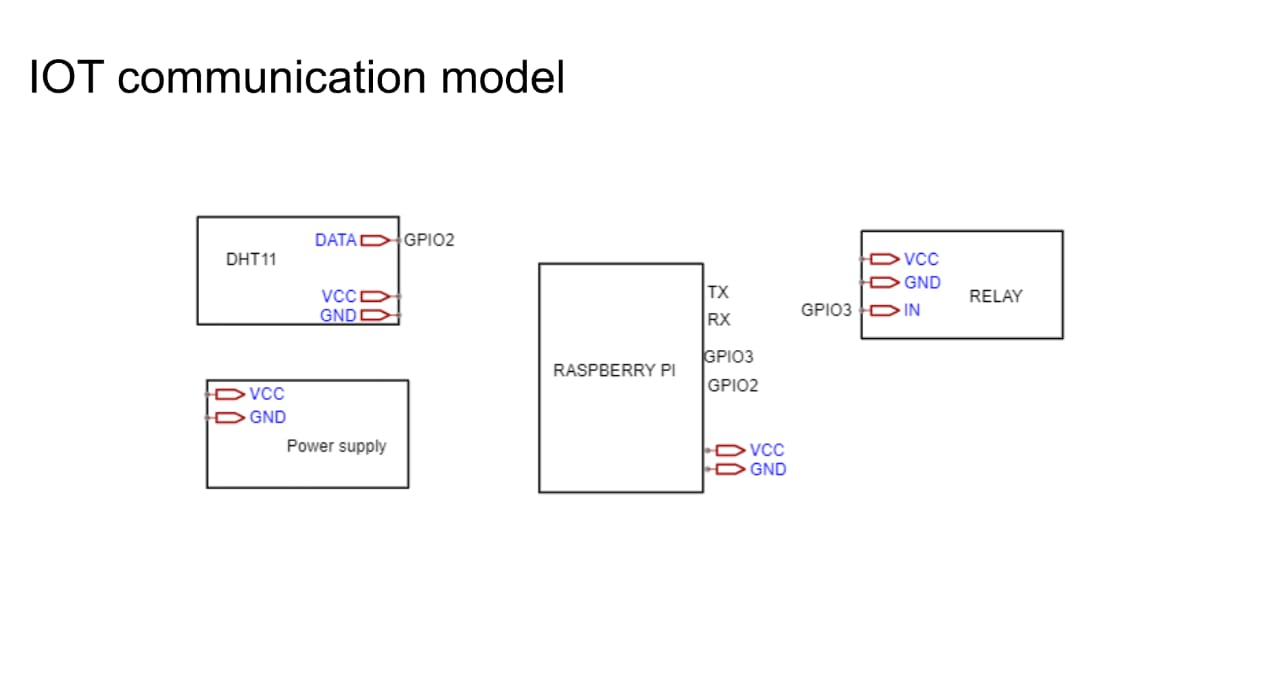 IOT communication model
DATA GPIO2
DHT11
VCC
GND
VCC
GND
Power supply
RASPBERRY PI
TX
RX
GPIO3
GPIO2
VCC
GND
VCC
GND
RELAY
GPIO3 IN